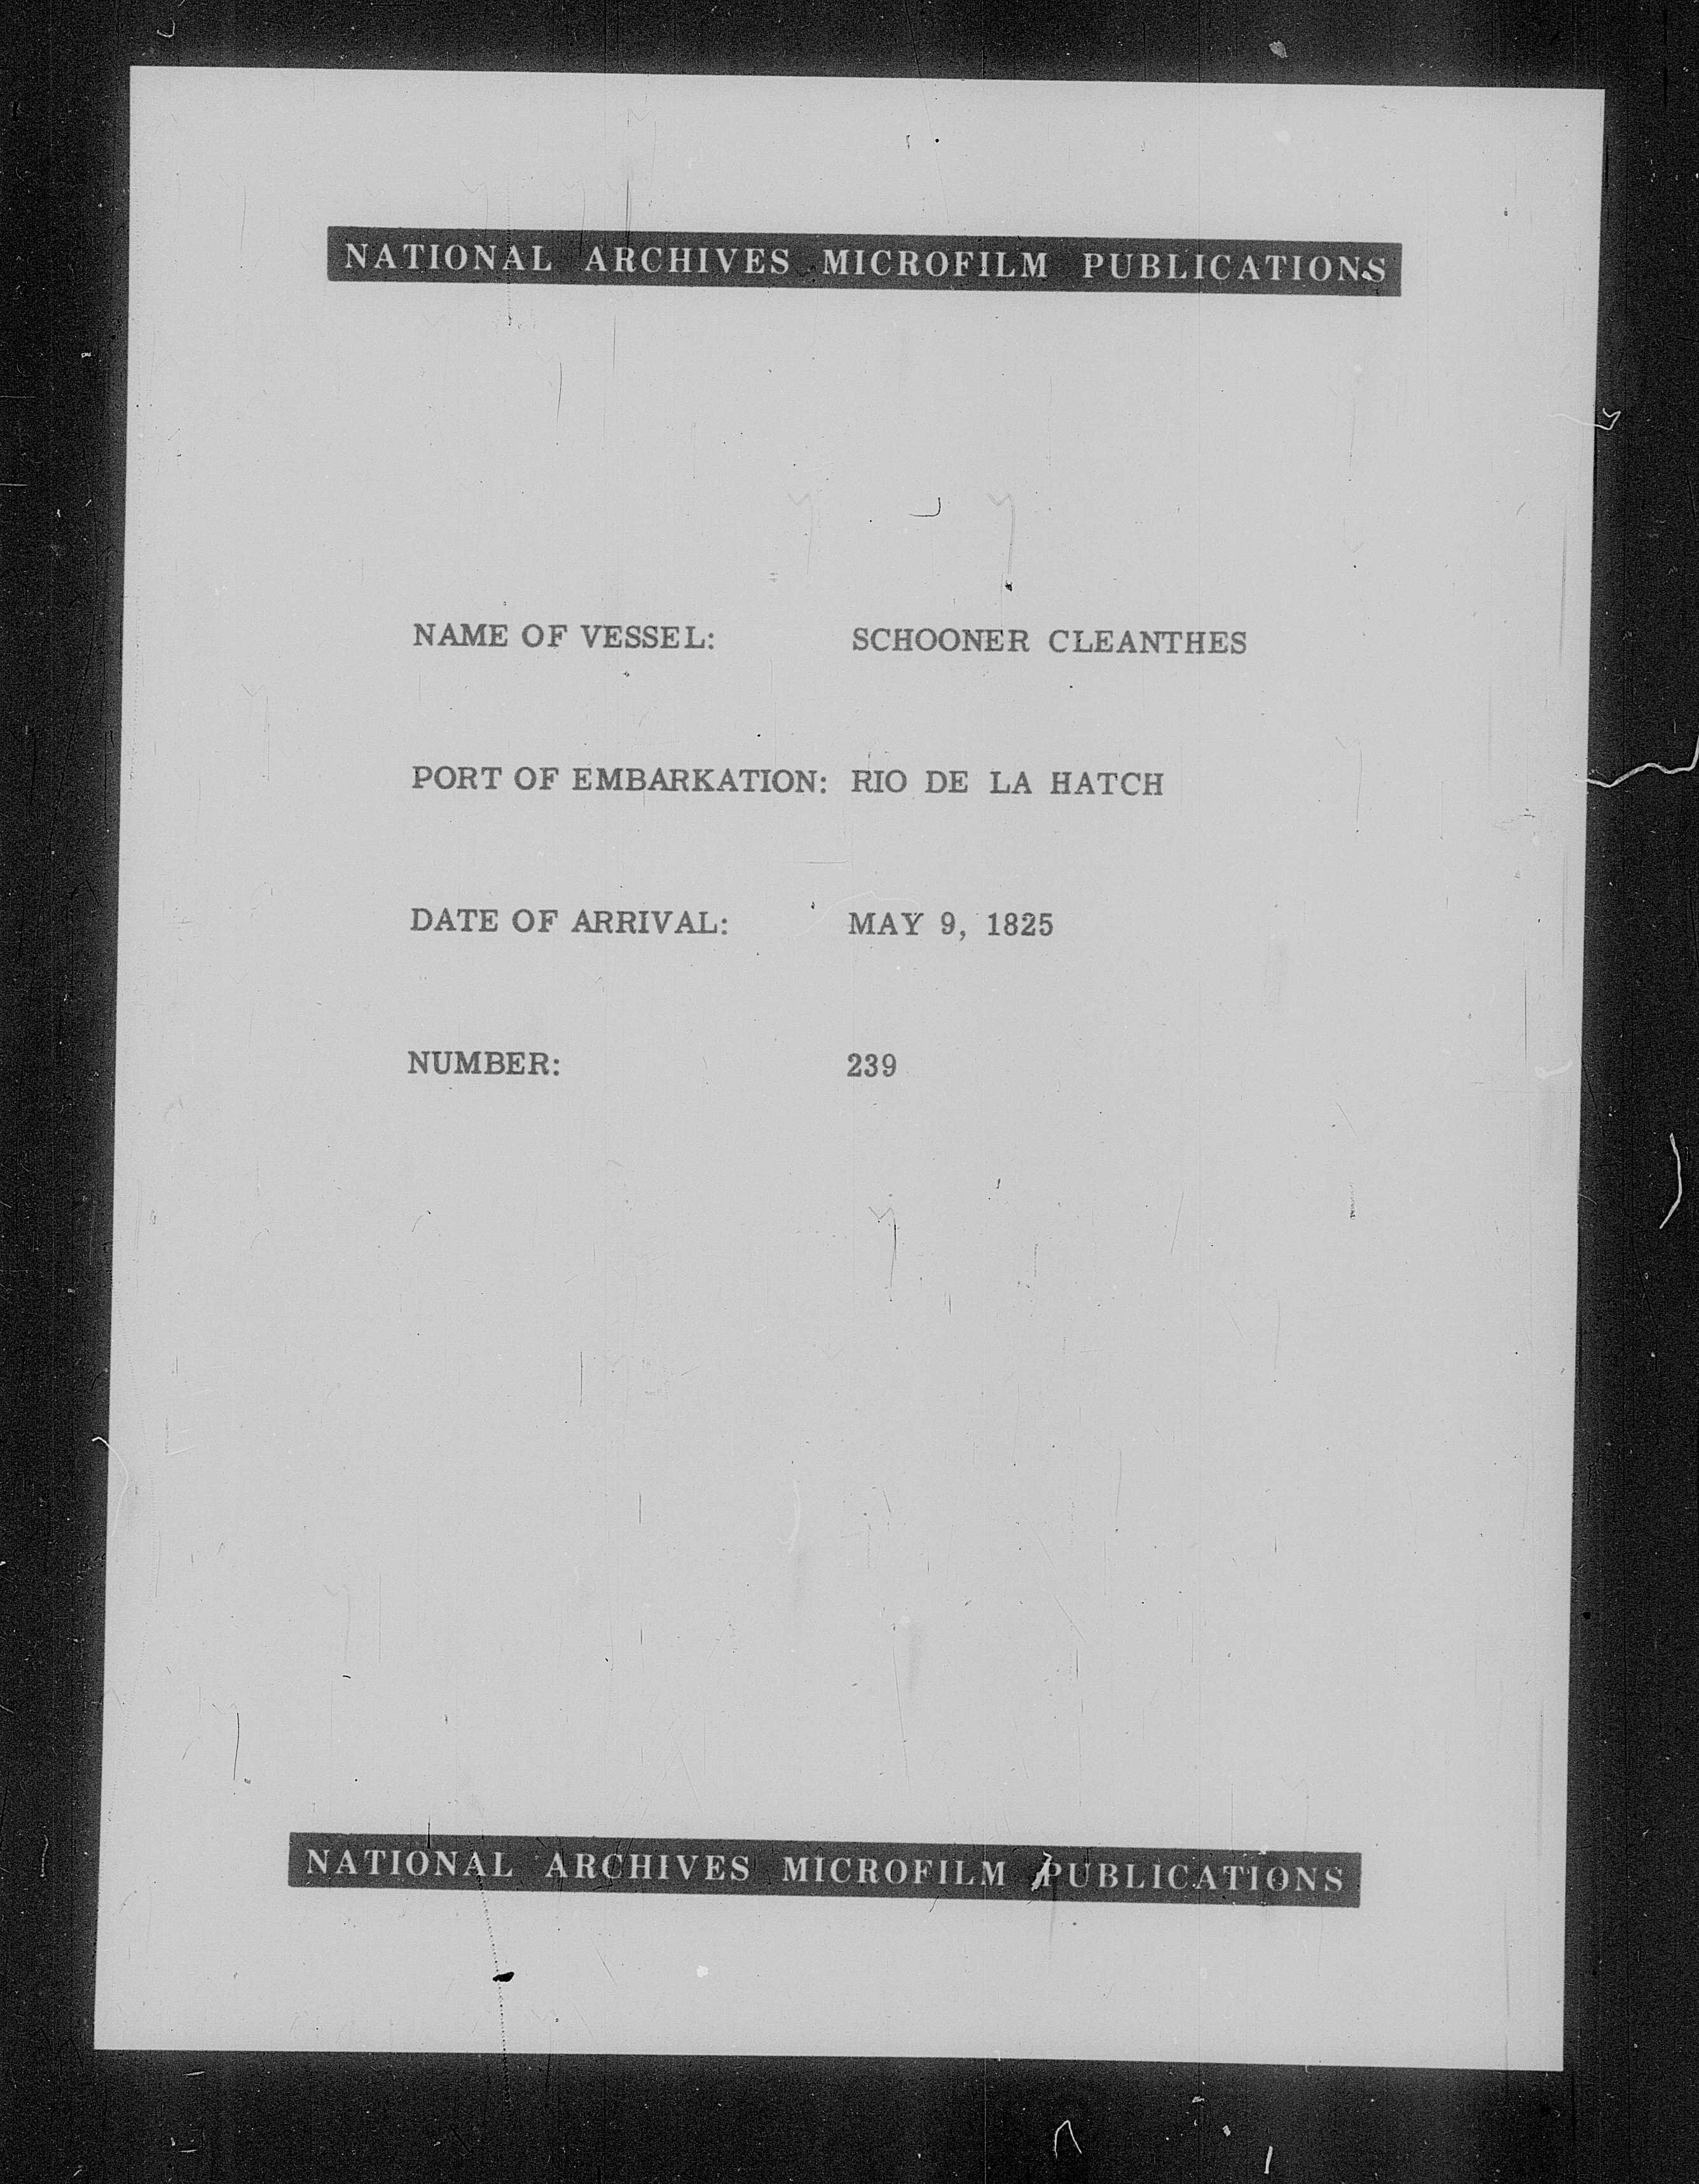 NATIONAL ARCHIVES MICROFILM PUBLICATIONS
NAME OF VESSEL: SCHOONER CLEANTHES
PORT OF EMBARKATION: RIO DE LA HATCH
DATE OF ARRIVAL: MAY 9, 1825
NUMBER: 239
NATIONAL ARCHIVES MICROFILM PUBLICATIONS